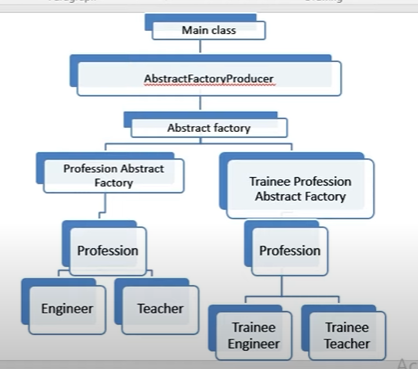 Main class
AbstractFactoryProducer
Abstract factory
Profession Abstract
Factory
Trainee Profession
Abstract Factory
Profession
Profession
Engineer
Teacher
Trainee
Engineer
Trainee
Teacher